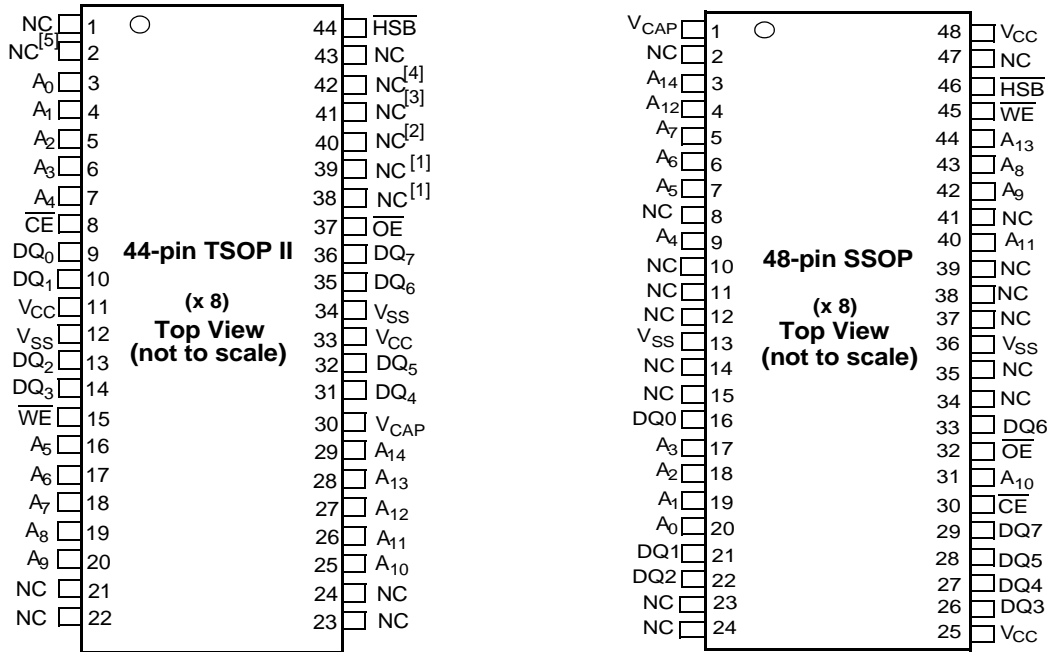 NC 1 44 HSB
NC[5] 2 43 NC
A0 3 42 NC[4]
A1 4 41 NC[3]
A2 5 40 NC[2]
A3 6 39 NC [1]
A4 7 38 NC[1]
CE 8 37 OE
DQ0 9 36 DQ7
DQ1 10 35 DQ6
VCC 11 34 VSS
VSS 12 33 VCC
DQ2 13 32 DQ5
DQ3 14 31 DQ4
WE 15 30 VCAP
A5 16 29 A14
A6 17 28 A13
A7 18 27 A12
A8 19 26 A11
A9 20 25 A10
NC 21 24 NC
NC 22 23 NC
44-pin TSOP II
(x 8)
Top View
(not to scale)
VCAP 1 48 VCC
NC 2 47 NC
A14 3 46 HSB
A12 4 45 WE
A7 5 44 A13
A6 6 43 A8
A5 7 42 A9
NC 8 41 NC
A4 9 40 A11
NC 10 39 NC
NC 11 38 NC
NC 12 37 NC
VSS 13 36 VSS
NC 14 35 NC
NC 15 34 NC
DQ0 16 33 DQ6
A3 17 32 OE
A2 18 31 A10
A1 19 30 CE
A0 20 29 DQ7
DQ1 21 28 DQ5
DQ2 22 27 DQ4
NC 23 26 DQ3
NC 24 25 VCC
48-pin SSOP
(x 8)
Top View
(not to scale)